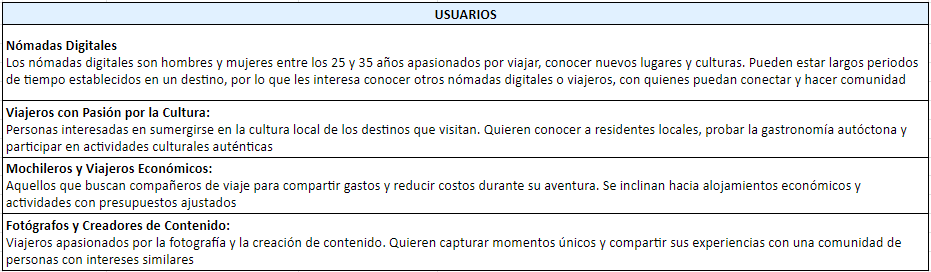 USUARIOS
Nómadas Digitales
Los nómadas digitales son hombres y mujeres entre los 25 y 35 años apasionados por viajar, conocer nuevos lugares y culturas. Pueden estar largos periodos
de tiempo establecidos en un destino, por lo que les interesa conocer otros nómadas digitales o viajeros, con quienes puedan conectar y hacer comunidad
Viajeros con Pasión por la Cultura:
Personas interesadas en sumergirse en la cultura local de los destinos que visitan. Quieren conocer a residentes locales, probar la gastronomía autóctona y
participar en actividades culturales auténticas
Mochileros y Viajeros Económicos:
Aquellos que buscan compañeros de viaje para compartir gastos y reducir costos durante su aventura. Se inclinan hacia alojamientos económicos y
actividades con presupuestos ajustados
Fotógrafos y Creadores de Contenido:
Viajeros apasionados por la fotografía y la creación de contenido. Quieren capturar momentos únicos y compartir sus experiencias con una comunidad de
personas con intereses similares